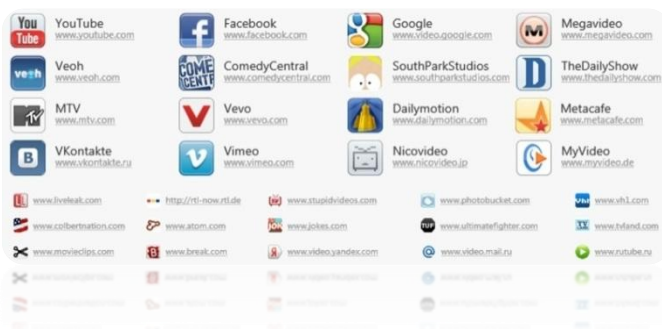 You YouTube Facebook Google Megavideo
Tube www.youtube.com www.facebook.com www.video.google.com www.megavideo.com
Veoh ComedyCentral SouthParkStudios TheDailyShow
veoh www.veoh.com www.comedycentral.com www.southparkstudios.com www.thedailyshow.com
MTV Vevo Dailymotion Metacafe
www.mtv.com www.vevo.com www.dailymotion.com www.metacafe.com
VKontakte Vimeo Nicovideo MyVideo
www.vkontakte.ru www.vimeo.com www.nicovideo.jp www.myvideo.de
www.liveleak.com http://rtl-now.rtl.de www.stupidvideos.com www.photobucket.com www.vh1.com
www.colbertnation.com www.atom.com www.jokes.com www.ultimatefighter.com www.tvland.com
www.movieclips.com www.break.com www.video.yandex.com www.video.mail.ru www.rutube.ru